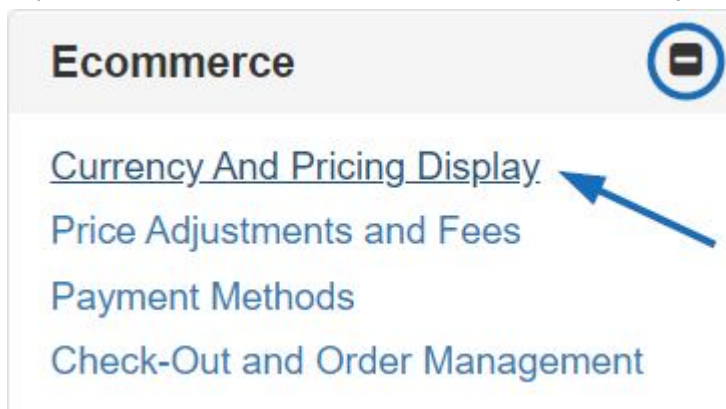 Ecommerce
Currency And Pricing Display
Price Adjustments and Fees
Payment Methods
Check-Out and Order Management